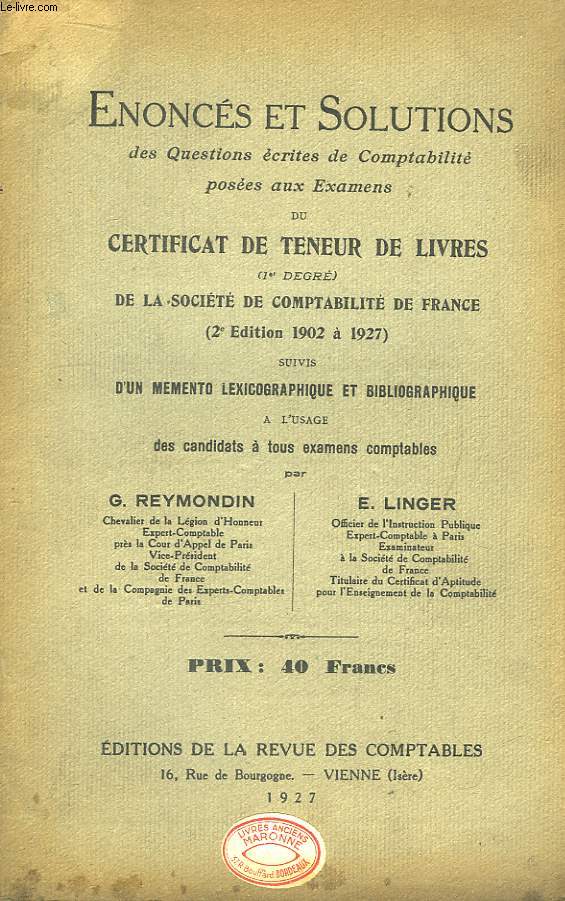 Le-livre.com
ENONCÉS ET SOLUTIONS
des Questions écrites de Comptabilité
posées aux Examens
DU
CERTIFICAT DE TENEUR DE LIVRES
(1er DEGRÉ)
DE LA SOCIÉTÉ DE COMPTABILITÉ DE FRANCE
(2e Edition 1902 à 1927)
SUIVIS
D'UN MEMENTO LEXICOGRAPHIQUE ET BIBLIOGRAPHIQUE
A L'USAGE
des candidats à tous examens comptables
par
G. REYMONDIN
Chevalier de la Légion d'Honneur
Expert-Comptable
près la Cour d'Appel de Paris
Vice-Président
de la Société de Comptabilité
de France
et de la Compagnie des Experts-Comptables
de Paris
E. LINGER
Officier de l'Instruction Publique
Expert-Comptable à Paris
Examinateur
à la Société de Comptabilité
de France
Titulaire du Certificat d'Aptitude
pour l'Enseignement de la Comptabilité
PRIX : 40 Francs
ÉDITIONS DE LA REVUE DES COMPTABLES
16, Rue de Bourgogne. — VIENNE (Isère)
1927
LIVRES ANCIENS
MARONNE
57 R. Bouffard BORDEAUX